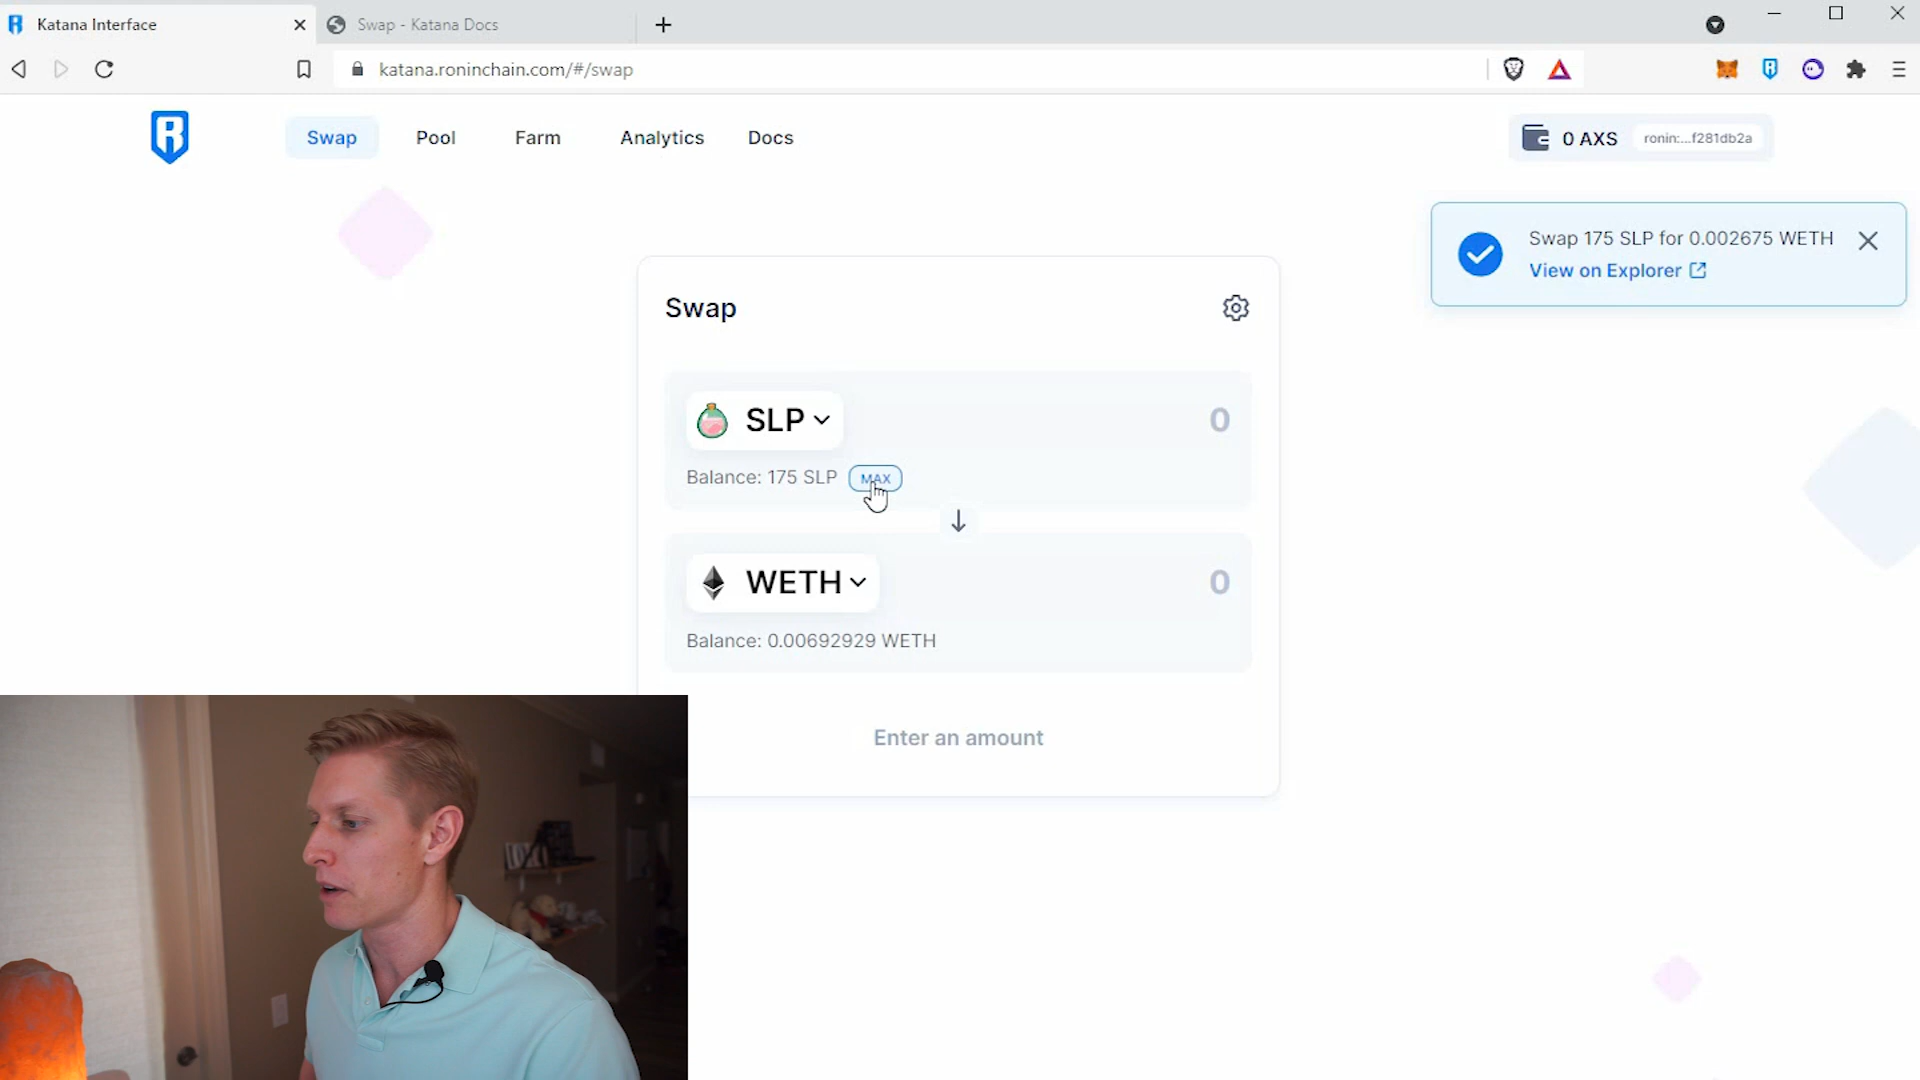 Katana Interface
Swap - Katana Docs
katana.roninchain.com/#/swap
Swap Pool Farm Analytics Docs
0 AXS ronin:...f281db2a
Swap 175 SLP for 0.002675 WETH
View on Explorer
Swap
SLP 0
Balance: 175 SLP MAX
WETH 0
Balance: 0.00692929 WETH
Enter an amount